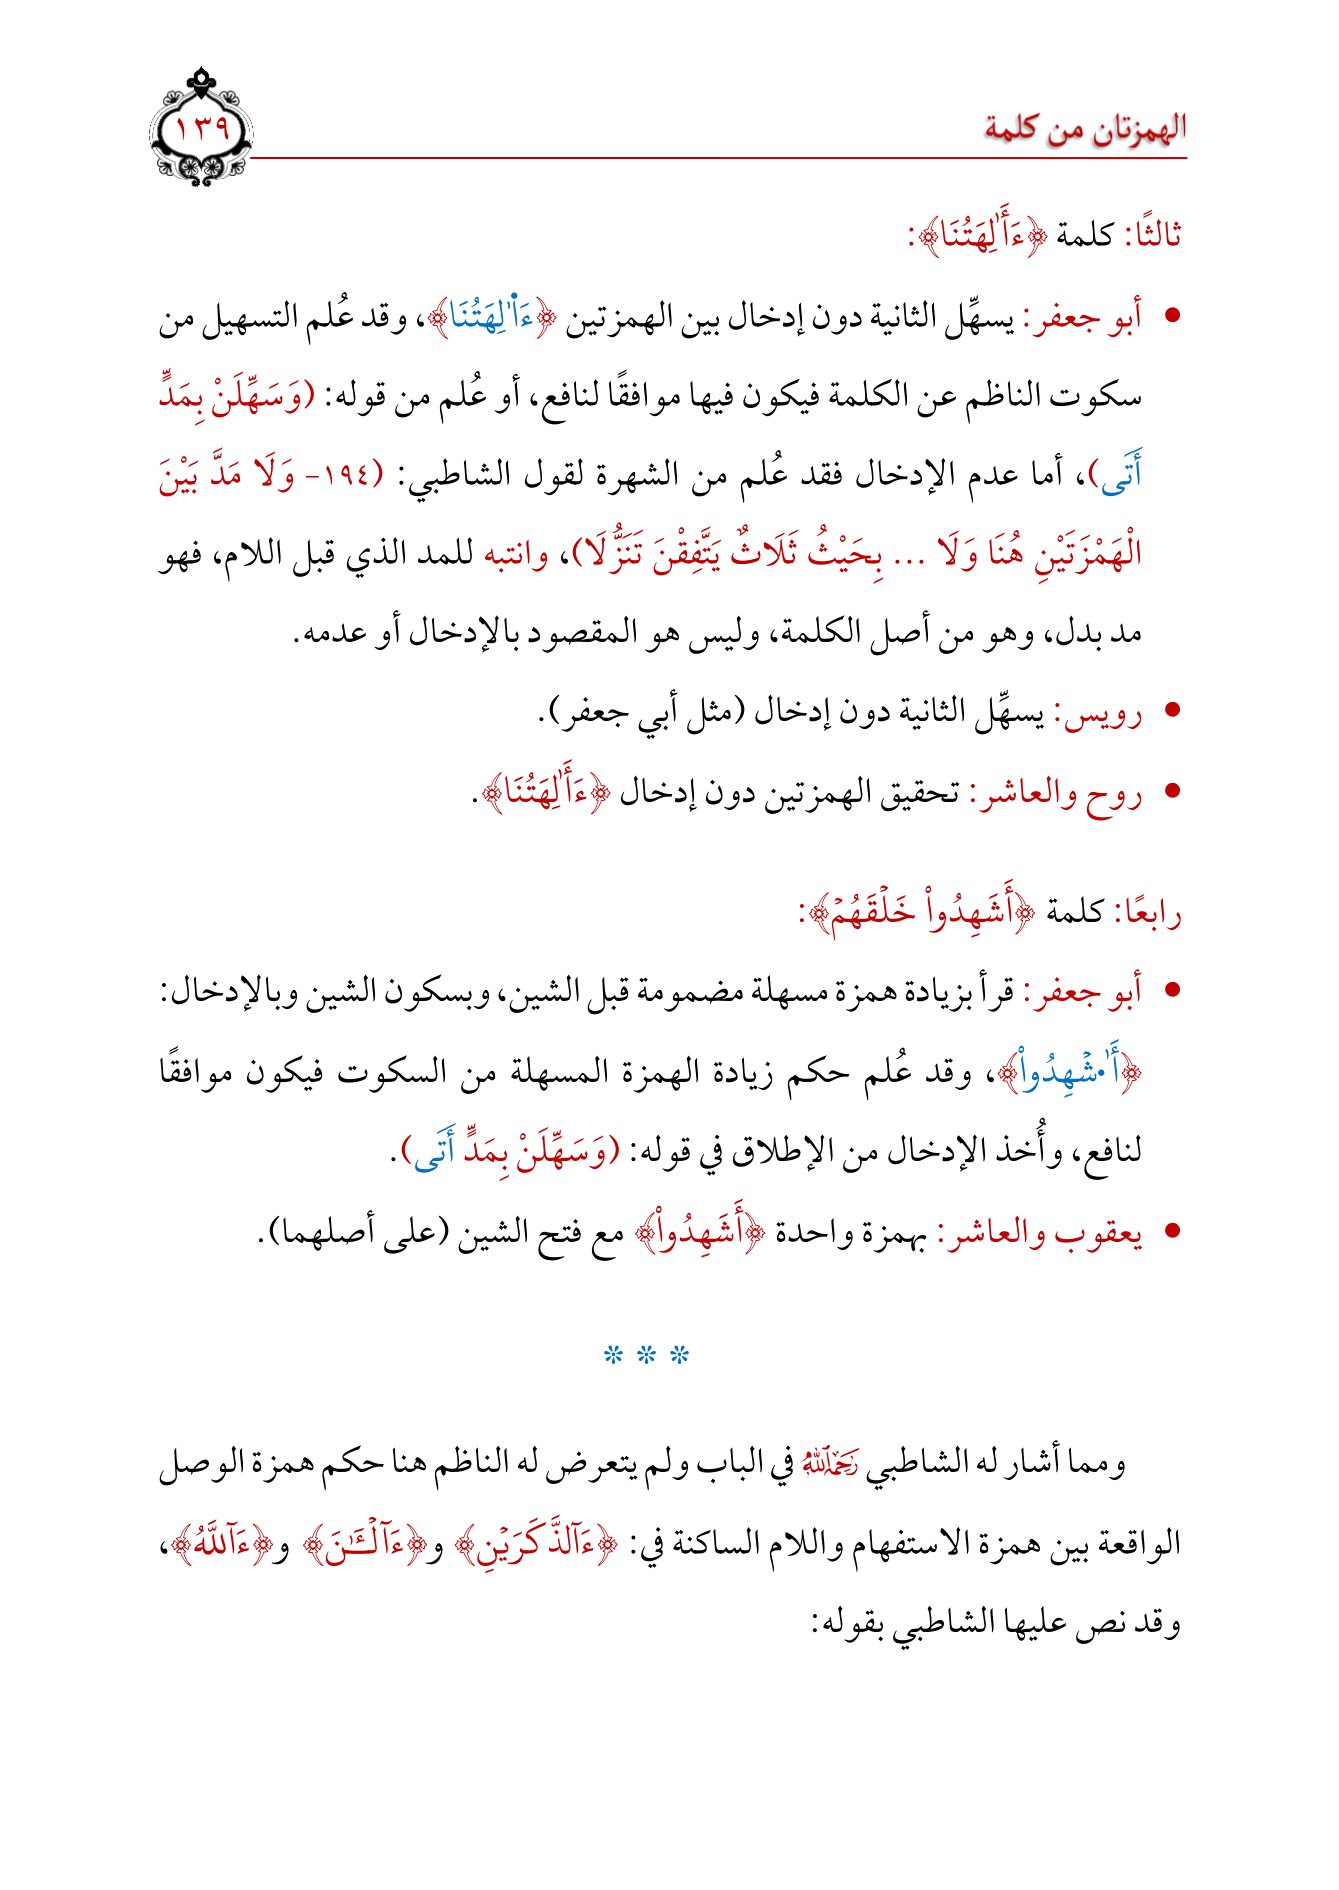 الهمزتان من كلمة
١٣٩
ثالثًا: كلمة ﴿ءَأَٰلِهَتُنَا﴾:
• أبو جعفر: يسهِّل الثانية دون إدخال بين الهمزتين ﴿ءَاٰ۬لِهَتُنَا﴾، وقد عُلم التسهيل من
سكوت الناظم عن الكلمة فيكون فيها موافقًا لنافع، أو عُلم من قوله: (وَسَهِّلَنْ بِمَدٍّ
أَتَى)، أما عدم الإدخال فقد عُلم من الشهرة لقول الشاطبي: (١٩٤- وَلَا مَدَّ بَيْنَ
الْهَمْزَتَيْنِ هُنَا وَلَا ... بِحَيْثُ ثَلَاثٌ يَتَّفِقْنَ تَنَزُّلَا)، وانتبه للمد الذي قبل اللام، فهو
مد بدل، وهو من أصل الكلمة، وليس هو المقصود بالإدخال أو عدمه.
• رويس: يسهِّل الثانية دون إدخال (مثل أبي جعفر).
• روح والعاشر: تحقيق الهمزتين دون إدخال ﴿ءَأَٰلِهَتُنَا﴾.
رابعًا: كلمة ﴿أَشَهِدُواْ خَلۡقَهُمۡ﴾:
• أبو جعفر: قرأ بزيادة همزة مسهلة مضمومة قبل الشين، وبسكون الشين وبالإدخال:
﴿أَٰ•شۡهِدُواْ﴾، وقد عُلم حكم زيادة الهمزة المسهلة من السكوت فيكون موافقًا
لنافع، وأُخذ الإدخال من الإطلاق في قوله: (وَسَهِّلَنْ بِمَدٍّ أَتَى).
• يعقوب والعاشر: بهمزة واحدة ﴿أَشَهِدُواْ﴾ مع فتح الشين (على أصلهما).
* * *
ومما أشار له الشاطبي رَحِمَهُ ٱللَّهُ في الباب ولم يتعرض له الناظم هنا حكم همزة الوصل
الواقعة بين همزة الاستفهام واللام الساكنة في: ﴿ءَآلذَّكَرَيۡنِ﴾ و﴿ءَآلۡـَٰٔنَ﴾ و﴿ءَآللَّهُ﴾،
وقد نص عليها الشاطبي بقوله: